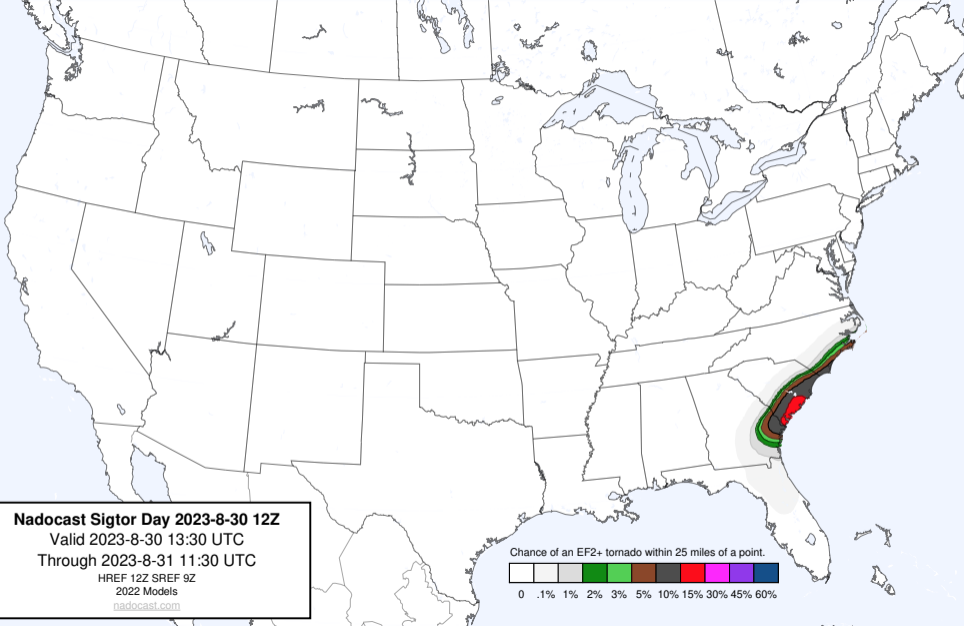 Nadocast Sigtor Day 2023-8-30 12Z
Valid 2023-8-30 13:30 UTC
Through 2023-8-31 11:30 UTC
HREF 12Z SREF 9Z
2022 Models
nadocast.com
Chance of an EF2+ tornado within 25 miles of a point.
0 .1% 1% 2% 3% 5% 10% 15% 30% 45% 60%